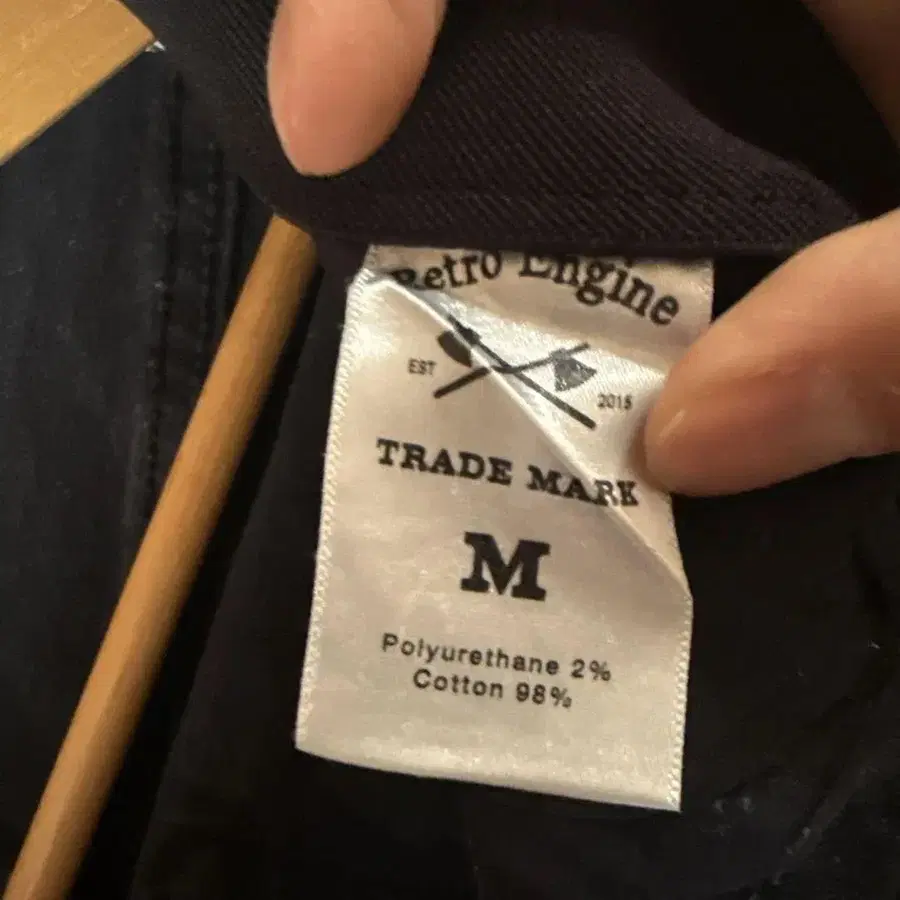 Retro Engine
EST
2015
TRADE MARK
M
Polyurethane 2%
Cotton 98%